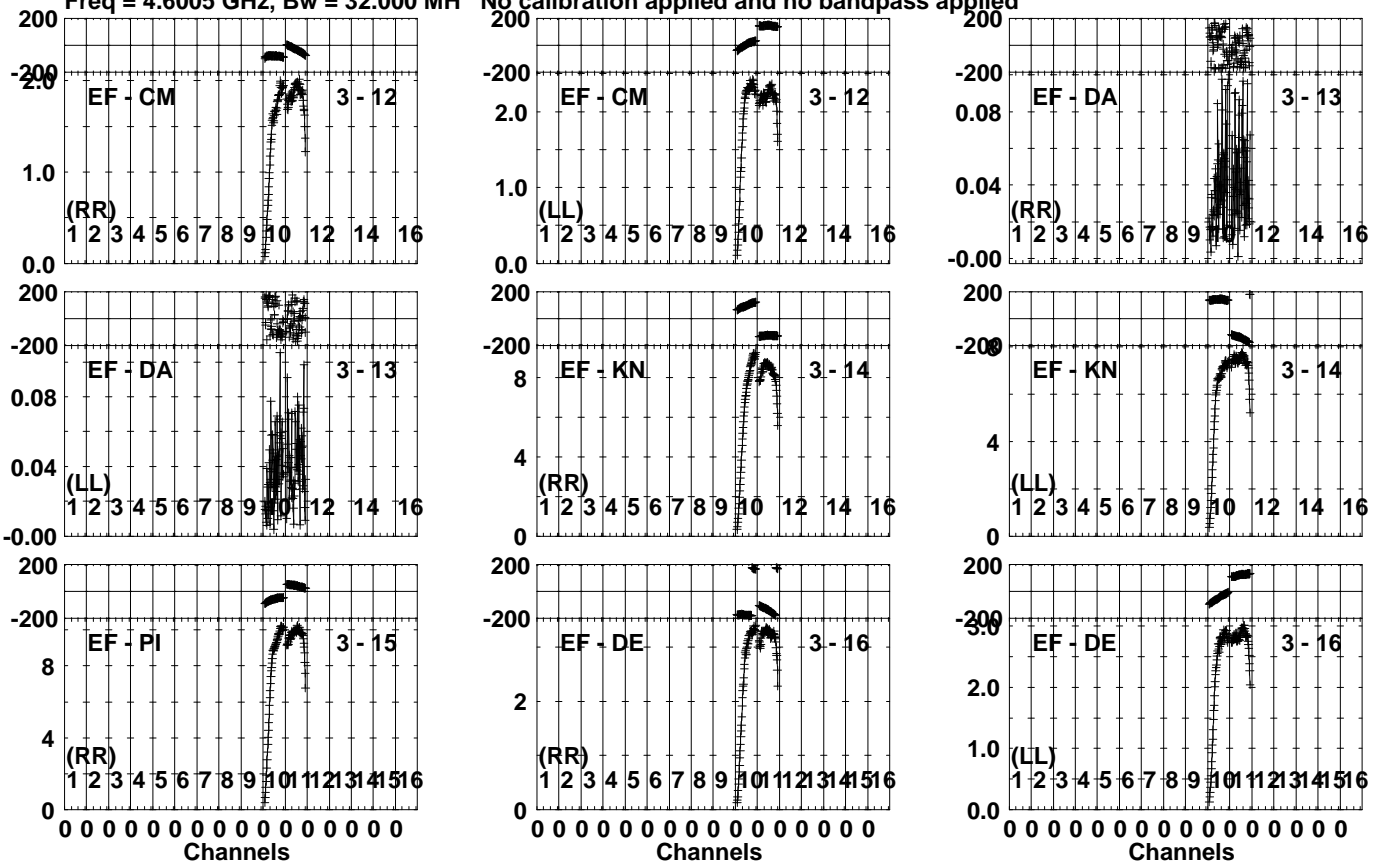 Freq = 4.6005 GHz, Bw = 32.000 MH No calibration applied and no bandpass applied
200 200 200
-200 -200 -200
2.0
EF - CM 3 - 12 EF - CM 3 - 12 EF - DA 3 - 13
2.0 0.08
1.0 1.0 0.04
(RR) (LL) (RR)
1 2 3 4 5 6 7 8 9 10 12 14 16 1 2 3 4 5 6 7 8 9 10 12 14 16 1 2 3 4 5 6 7 8 9 10 12 14 16
0.0 0.0 -0.00
200 200 200
-200 -200 -200
8
EF - DA 3 - 13 EF - KN 3 - 14 EF - KN 3 - 14
0.08 8
0.04 4 4
(LL) (RR) (LL)
1 2 3 4 5 6 7 8 9 10 12 14 16 1 2 3 4 5 6 7 8 9 10 12 14 16 1 2 3 4 5 6 7 8 9 10 12 14 16
-0.00 0 0
200 200 200
-200 -200 -200
3.0
EF - PI 3 - 15 EF - DE 3 - 16 EF - DE 3 - 16
8 2 2.0
4 1.0
(RR) (RR) (LL)
1 2 3 4 5 6 7 8 9 10 11 12 13 14 15 16 1 2 3 4 5 6 7 8 9 10 11 12 13 14 15 16 1 2 3 4 5 6 7 8 9 10 11 12 13 14 15 16
0 0 0.0
0 0 0 0 0 0 0 0 0 0 0 0 0 0 0 0 0 0 0 0 0 0 0 0 0 0 0 0 0 0 0 0 0 0 0 0 0 0 0 0 0 0 0 0 0 0 0 0
Channels Channels Channels